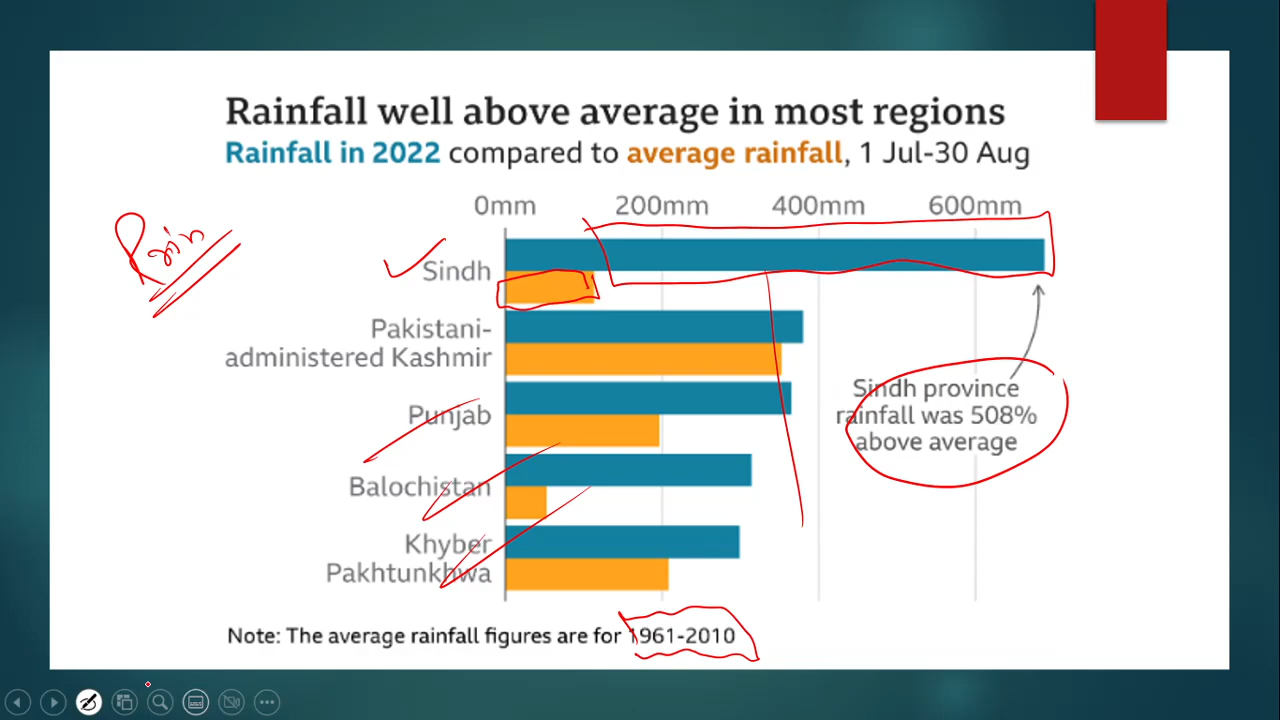 Rainfall well above average in most regions
Rainfall in 2022 compared to average rainfall, 1 Jul-30 Aug
0mm 200mm 400mm 600mm
Rain
Sindh
Pakistani-
administered Kashmir
Punjab
Balochistan
Khyber
Pakhtunkhwa
Sindh province
rainfall was 508%
above average
Note: The average rainfall figures are for 1961-2010